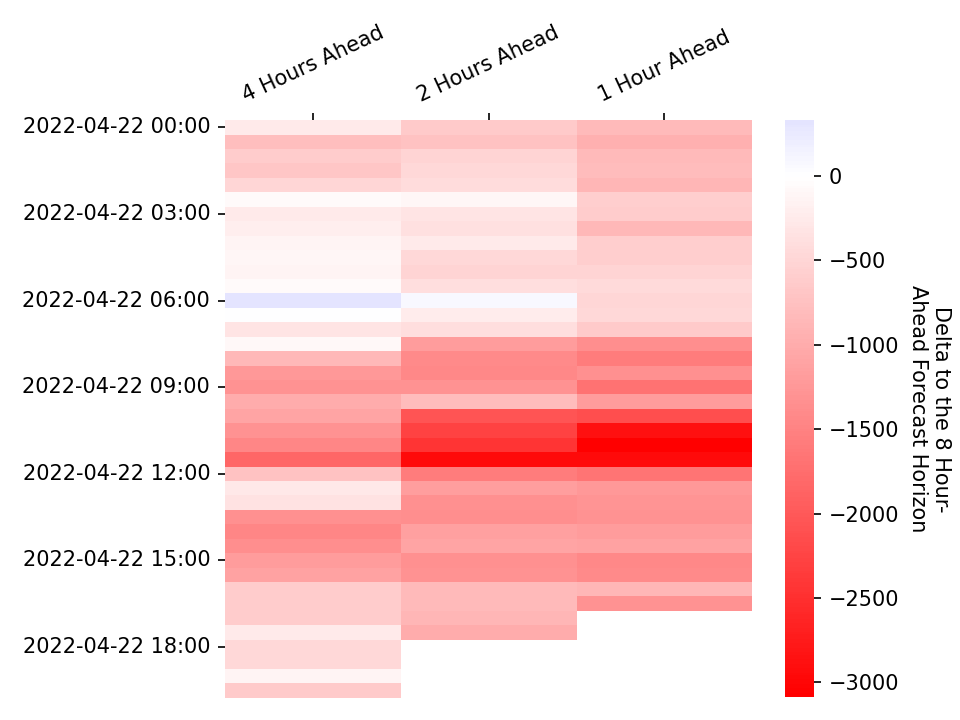 4 Hours Ahead
2 Hours Ahead
1 Hour Ahead
2022-04-22 00:00
2022-04-22 03:00
2022-04-22 06:00
2022-04-22 09:00
2022-04-22 12:00
2022-04-22 15:00
2022-04-22 18:00
0
−500
−1000
−1500
−2000
−2500
−3000
Delta to the 8 Hour-
Ahead Forecast Horizon